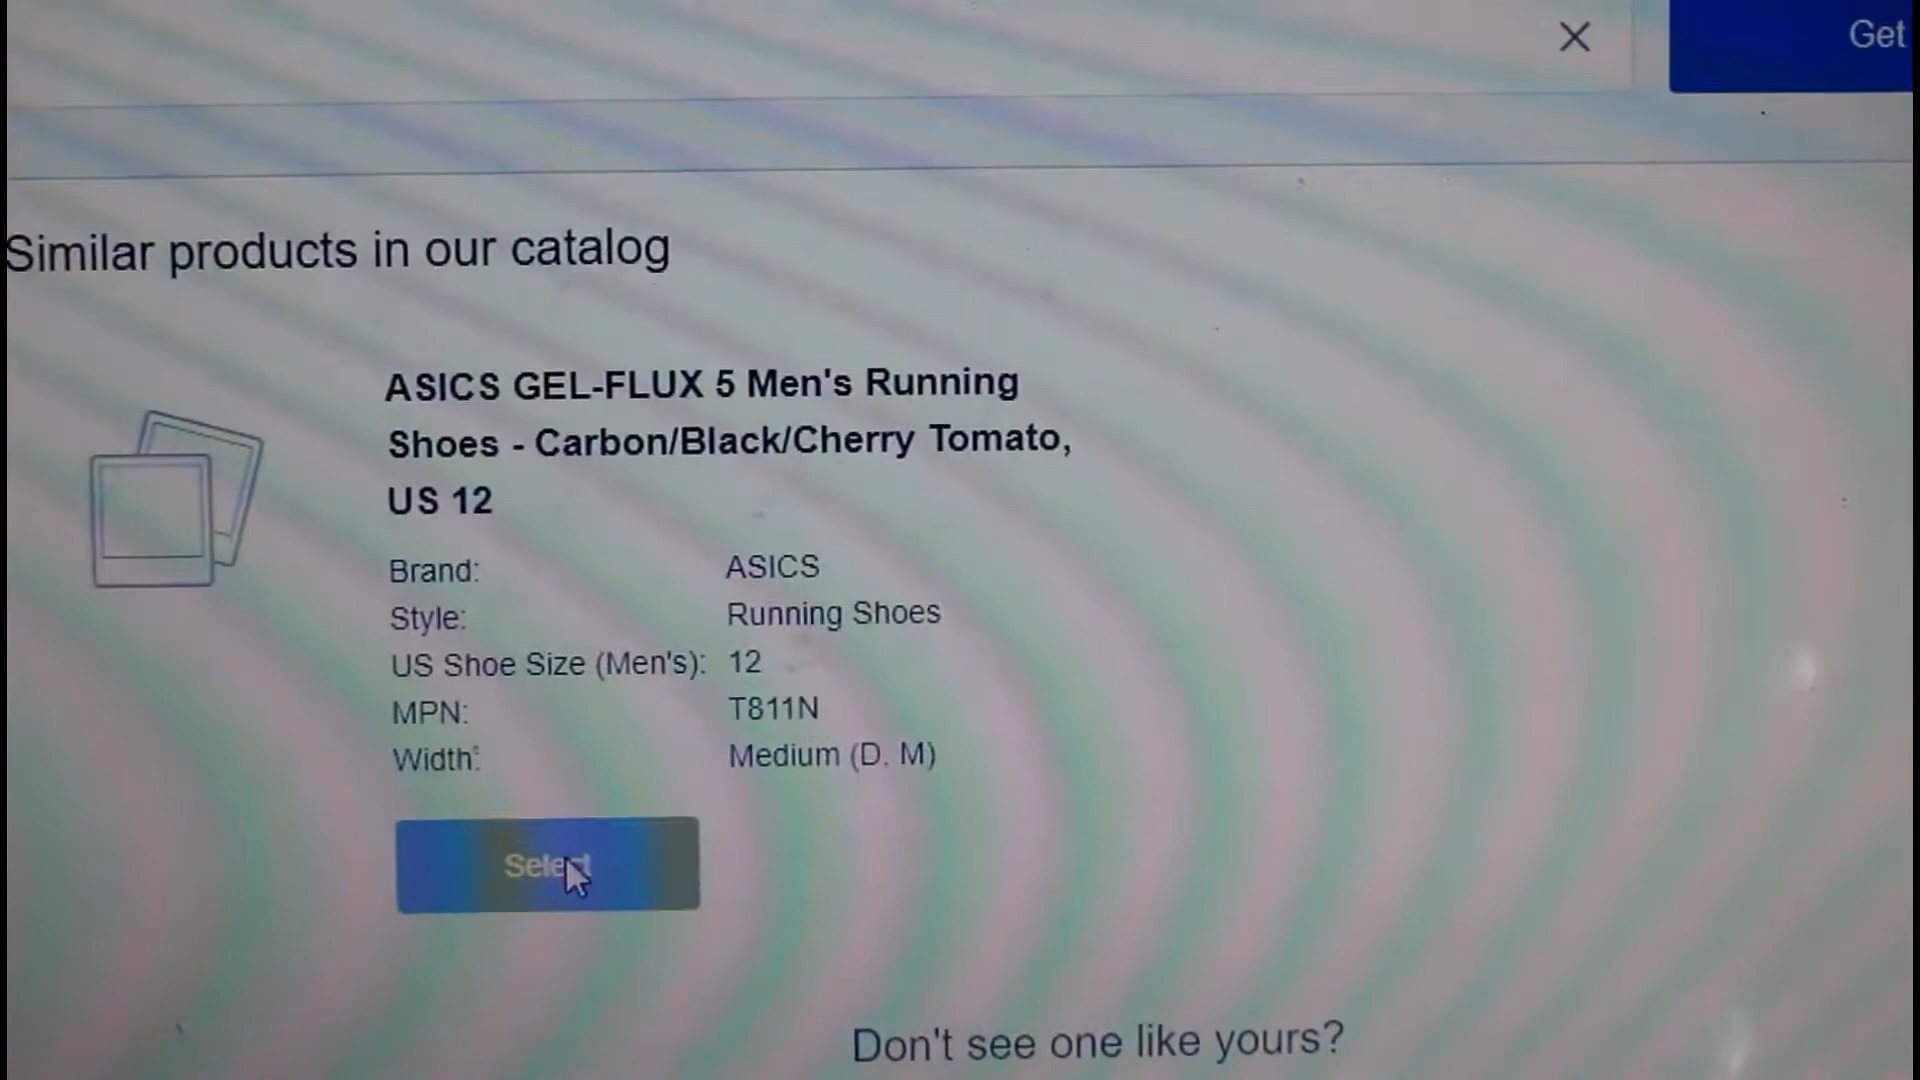 Get
Similar products in our catalog
ASICS GEL-FLUX 5 Men's Running
Shoes - Carbon/Black/Cherry Tomato,
US 12
Brand: ASICS
Style: Running Shoes
US Shoe Size (Men's): 12
MPN: T811N
Width: Medium (D, M)
Select
Don't see one like yours?